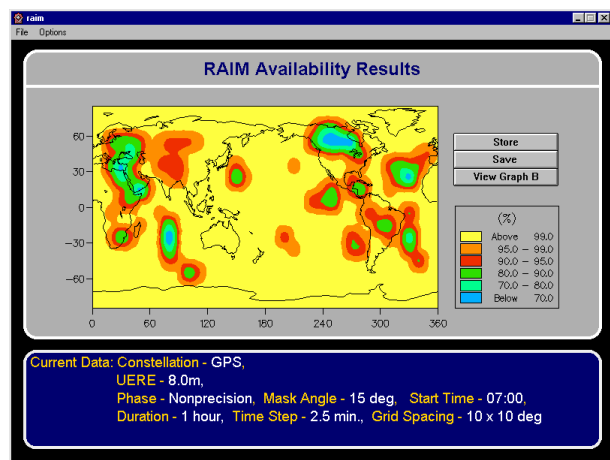 raim
File Options
RAIM Availability Results
60
30
0
−30
−60
0 60 120 180 240 300 360
Store
Save
View Graph B
(%)
Above 99.0
95.0 − 99.0
90.0 − 95.0
80.0 − 90.0
70.0 − 80.0
Below 70.0
Current Data: Constellation - GPS,
UERE - 8.0m,
Phase - Nonprecision, Mask Angle - 15 deg, Start Time - 07:00,
Duration - 1 hour, Time Step - 2.5 min., Grid Spacing - 10 x 10 deg